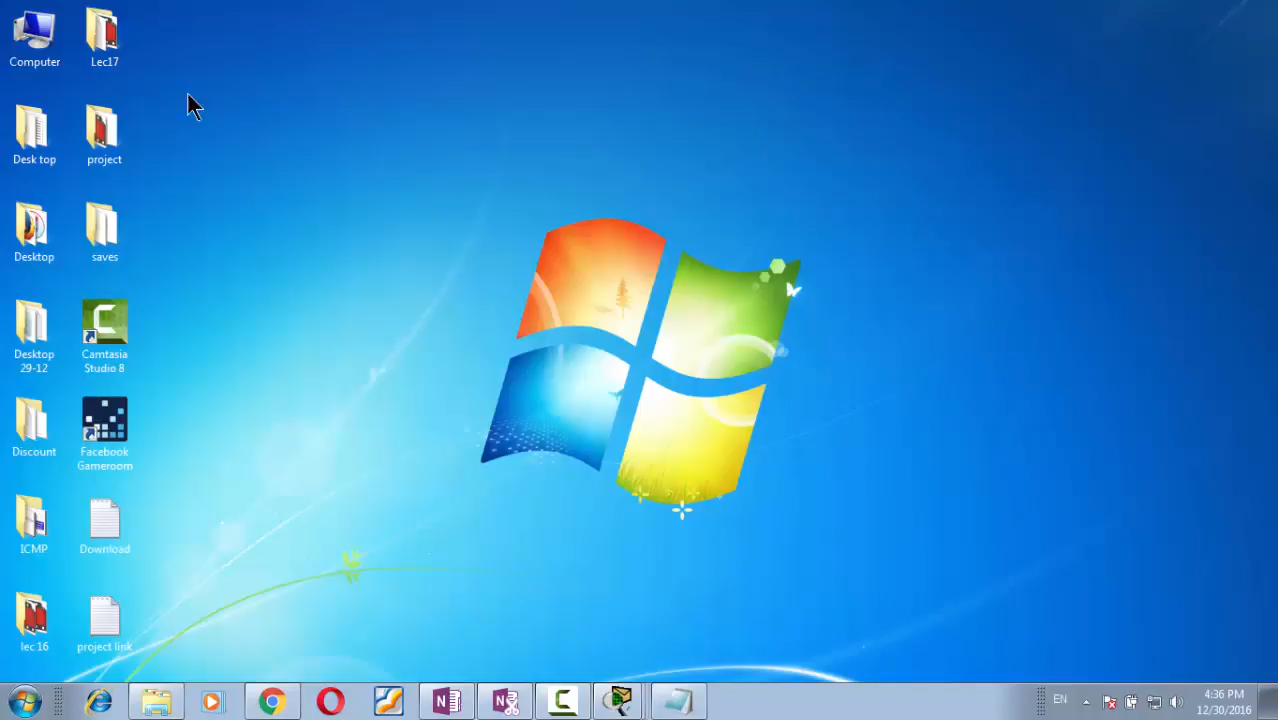 Computer
Lec17
Desk top
project
Desktop
saves
Desktop
29-12
Camtasia
Studio 8
Discount
Facebook
Gameroom
ICMP
Download
lec 16
project link
EN
4:36 PM
12/30/2016